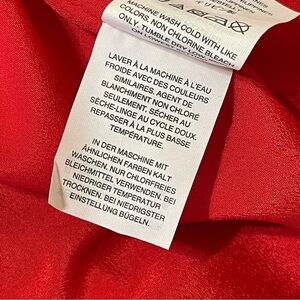 MACHINE WASH COLD WITH LIKE
COLORS, NON CHLORINE BLEACH
ONLY, TUMBLE DRY LOW
LAVER À LA MACHINE À L'EAU
FROIDE AVEC DES COULEURS
SIMILAIRES. AGENT DE
BLANCHIMENT NON CHLORÉ
SEULEMENT. SÉCHER AU
SÈCHE-LINGE AU CYCLE DOUX.
REPASSER À LA PLUS BASSE
TEMPÉRATURE.
IN DER MASCHINE MIT
ÄHNLICHEN FARBEN KALT
WASCHEN. NUR CHLORFREIES
BLEICHMITTEL VERWENDEN. BEI
NIEDRIGER TEMPERATUR
TROCKNEN. BEI NIEDRIGSTER
EINSTELLUNG BÜGELN.